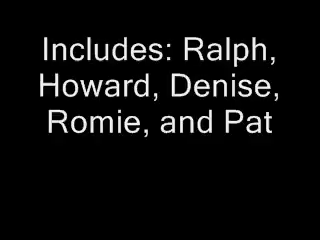 Includes: Ralph,
Howard, Denise,
Romie, and Pat